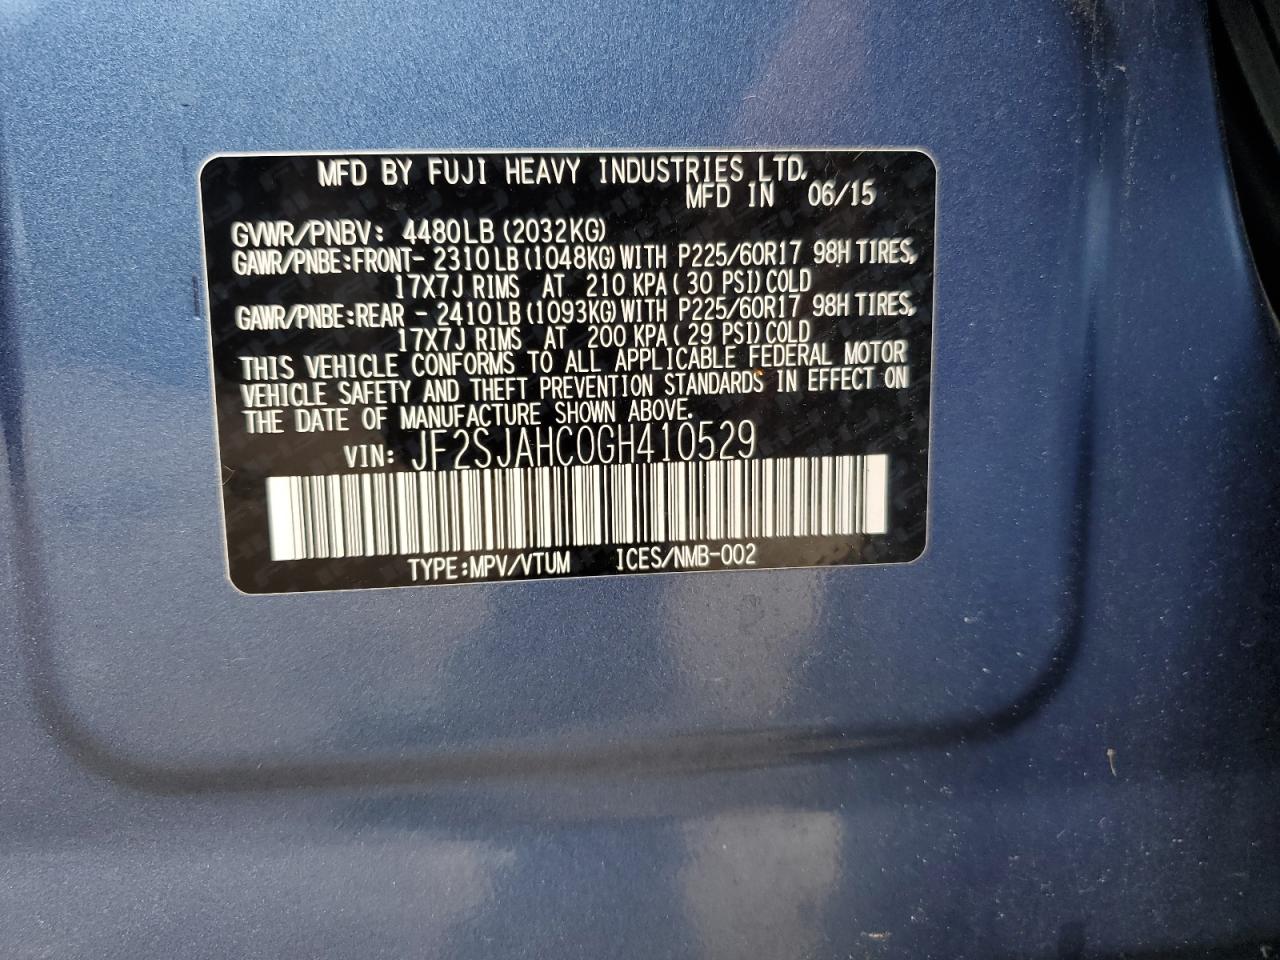 MFD BY FUJI HEAVY INDUSTRIES LTD.
MFD IN 06/15
GVWR/PNBV: 4480LB (2032KG)
GAWR/PNBE:FRONT- 2310LB (1048KG) WITH P225/60R17 98H TIRES,
17X7J RIMS AT 210 KPA( 30 PSI) COLD
GAWR/PNBE:REAR - 2410LB (1093KG) WITH P225/60R17 98H TIRES,
17X7J RIMS AT 200 KPA( 29 PSI) COLD
THIS VEHICLE CONFORMS TO ALL APPLICABLE FEDERAL MOTOR
VEHICLE SAFETY AND THEFT PREVENTION STANDARDS IN EFFECT ON
THE DATE OF MANUFACTURE SHOWN ABOVE.
VIN: JF2SJAHC0GH410529
TYPE:MPV/VTUM ICES/NMB-002